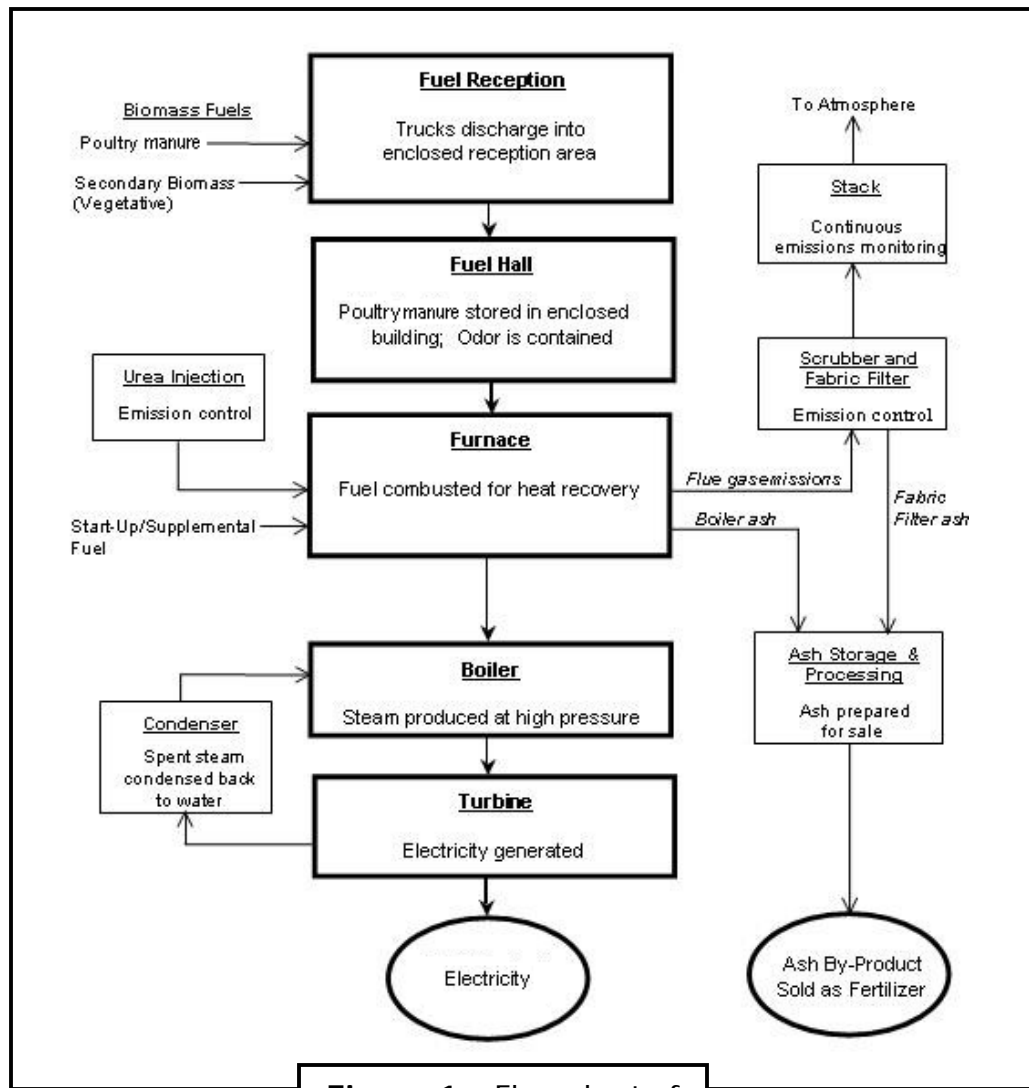 Fuel Reception
Trucks discharge into
enclosed reception area
Biomass Fuels
Poultry manure
Secondary Biomass
(Vegetative)
To Atmosphere
Stack
Continuous
emissions monitoring
Fuel Hall
Poultry manure stored in enclosed
building; Odor is contained
Scrubber and
Fabric Filter
Emission control
Urea Injection
Emission control
Furnace
Fuel combusted for heat recovery
Start-Up/Supplemental
Fuel
Flue gas emissions
Boiler ash
Fabric
Filter ash
Boiler
Steam produced at high pressure
Ash Storage &
Processing
Ash prepared
for sale
Condenser
Spent steam
condensed back
to water
Turbine
Electricity generated
Electricity
Ash By-Product
Sold as Fertilizer